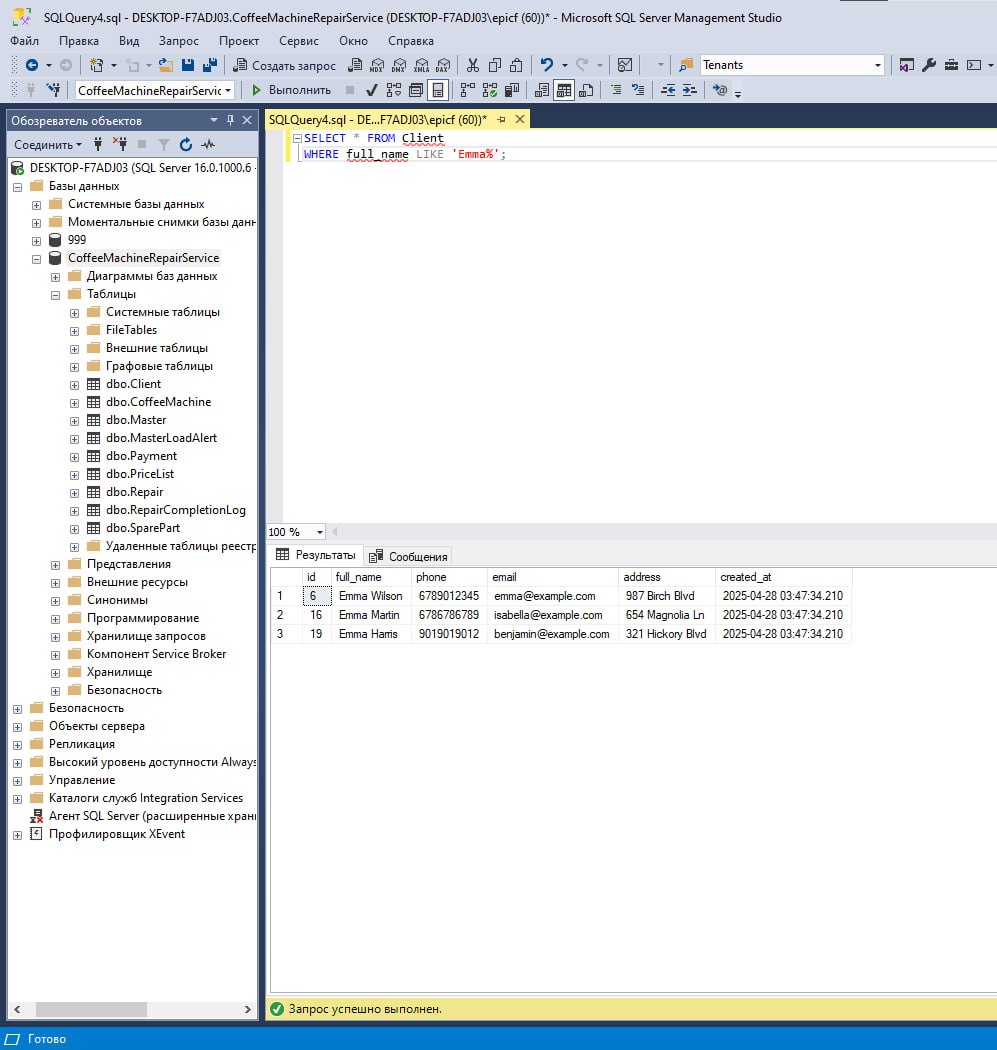 SQLQuery4.sql - DESKTOP-F7ADJ03.CoffeeMachineRepairService (DESKTOP-F7ADJ03\epicf (60))* - Microsoft SQL Server Management Studio
Файл Правка Вид Запрос Проект Сервис Окно Справка
Создать запрос MDX DMX XMLA DAX Tenants
CoffeeMachineRepairServic Выполнить
Обозреватель объектов
Соединить
DESKTOP-F7ADJ03 (SQL Server 16.0.1000.6 -
Базы данных
Системные базы данных
Моментальные снимки базы данн
999
CoffeeMachineRepairService
Диаграммы баз данных
Таблицы
Системные таблицы
FileTables
Внешние таблицы
Графовые таблицы
dbo.Client
dbo.CoffeeMachine
dbo.Master
dbo.MasterLoadAlert
dbo.Payment
dbo.PriceList
dbo.Repair
dbo.RepairCompletionLog
dbo.SparePart
Удаленные таблицы реестр
Представления
Внешние ресурсы
Синонимы
Программирование
Хранилище запросов
Компонент Service Broker
Хранилище
Безопасность
Безопасность
Объекты сервера
Репликация
Высокий уровень доступности Always
Управление
Каталоги служб Integration Services
Агент SQL Server (расширенные хран
Профилировщик XEvent
SQLQuery4.sql - DE...F7ADJ03\epicf (60))*
SELECT * FROM Client
WHERE full_name LIKE 'Emma%';
100 %
Результаты Сообщения
id full_name phone email address created_at
1 6 Emma Wilson 6789012345 emma@example.com 987 Birch Blvd 2025-04-28 03:47:34.210
2 16 Emma Martin 6786786789 isabella@example.com 654 Magnolia Ln 2025-04-28 03:47:34.210
3 19 Emma Harris 9019019012 benjamin@example.com 321 Hickory Blvd 2025-04-28 03:47:34.210
Запрос успешно выполнен.
Готово